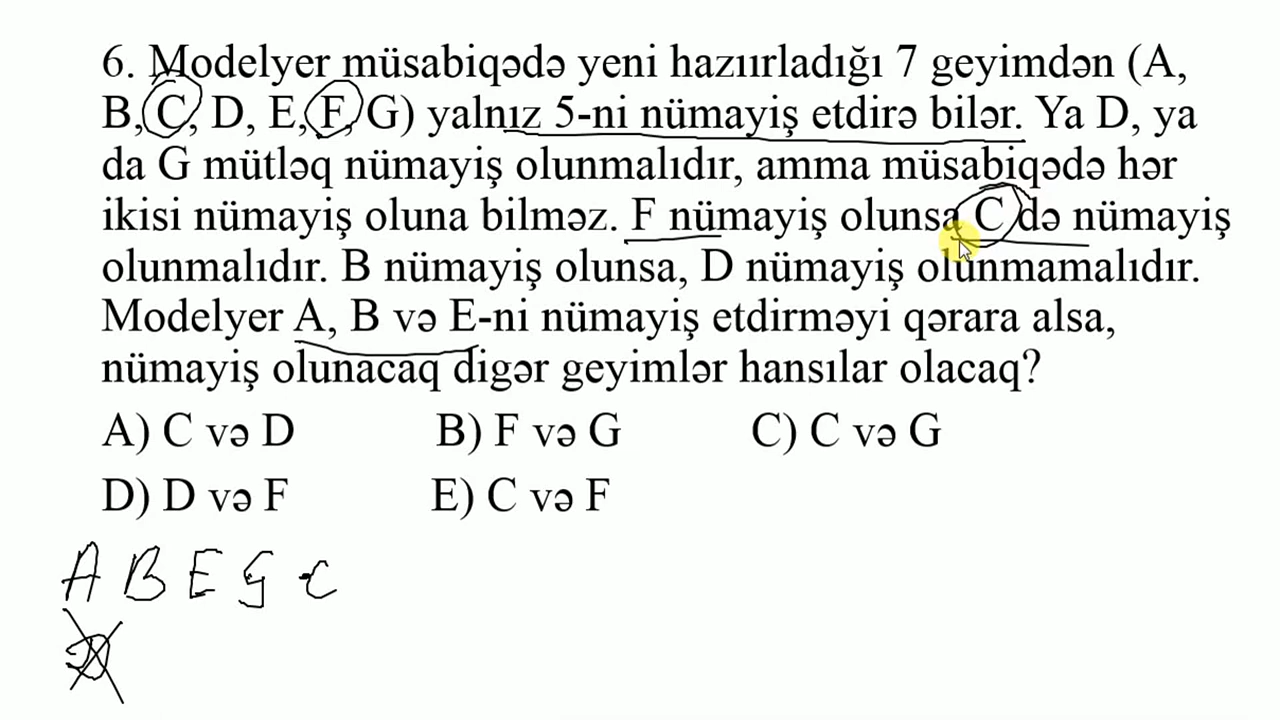 6. Modelyer müsabiqədə yeni hazıırladığı 7 geyimdən (A,
B, C, D, E, F, G) yalnız 5-ni nümayiş etdirə bilər. Ya D, ya
da G mütləq nümayiş olunmalıdır, amma müsabiqədə hər
ikisi nümayiş oluna bilməz. F nümayiş olunsa C də nümayiş
olunmalıdır. B nümayiş olunsa, D nümayiş olunmamalıdır.
Modelyer A, B və E-ni nümayiş etdirməyi qərara alsa,
nümayiş olunacaq digər geyimlər hansılar olacaq?
A) C və D B) F və G C) C və G
D) D və F E) C və F
A B E G C
D